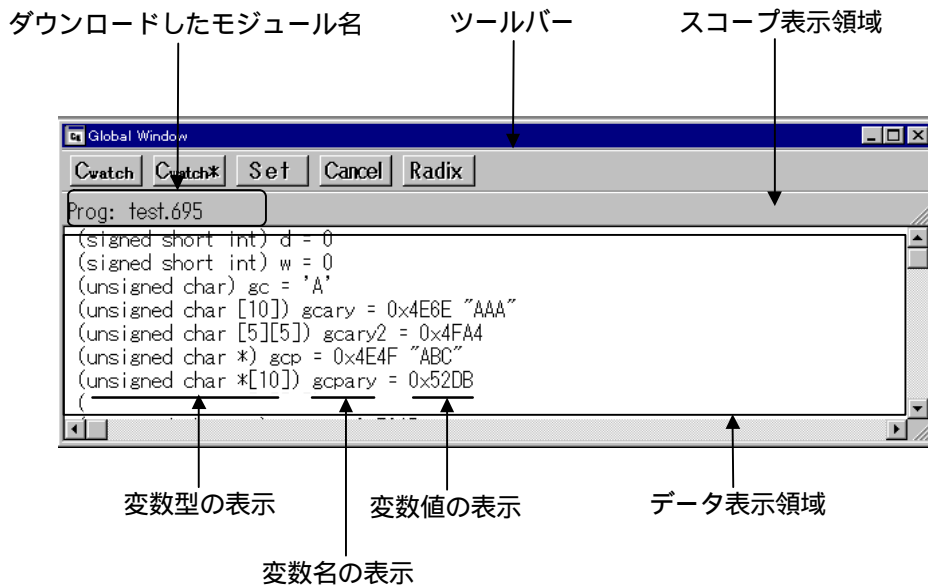 ダウンロードしたモジュール名 ツールバー スコープ表示領域
Global Window
Cwatch Cwatch* Set Cancel Radix
Prog: test.695
(signed short int) d = 0
(signed short int) w = 0
(unsigned char) gc = 'A'
(unsigned char [10]) gcary = 0x4E6E "AAA"
(unsigned char [5][5]) gcary2 = 0x4FA4
(unsigned char *) gcp = 0x4E4F "ABC"
(unsigned char *[10]) gcpary = 0x52DB
(
変数型の表示 変数値の表示 データ表示領域
変数名の表示